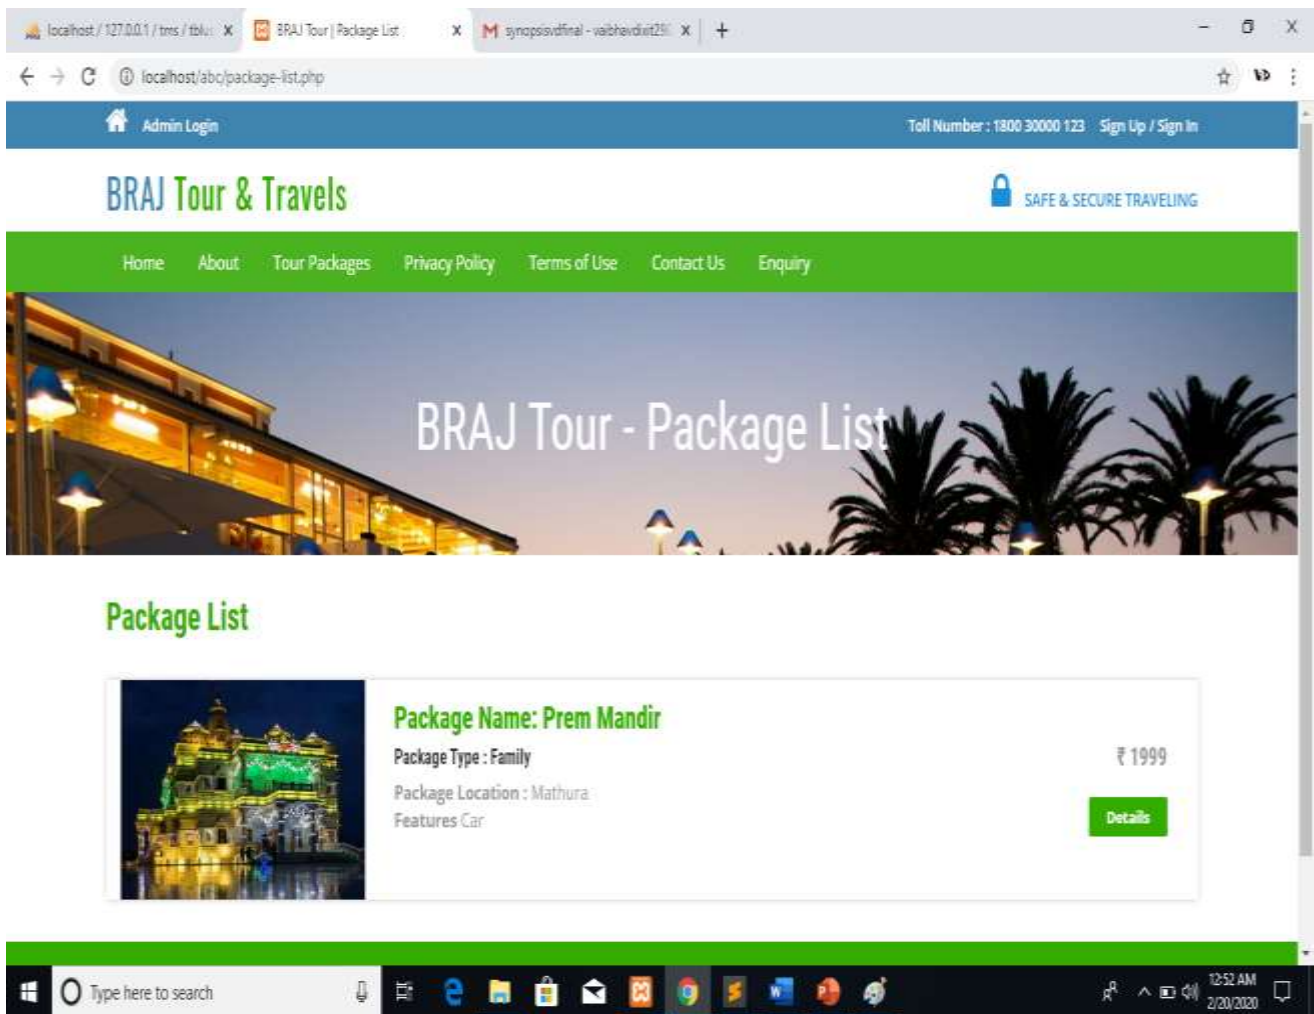 localhost / 127.0.0.1 / tms / tblu
BRAJ Tour | Package List
synopsisvdfinal - vaibhavdixit25
localhost/abc/package-list.php
Admin Login
Toll Number : 1800 30000 123 Sign Up / Sign In
BRAJ Tour & Travels
SAFE & SECURE TRAVELING
Home About Tour Packages Privacy Policy Terms of Use Contact Us Enquiry
BRAJ Tour - Package List
Package List
Package Name: Prem Mandir
Package Type : Family
₹ 1999
Package Location : Mathura
Features Car
Details
Type here to search
12:52 AM
2/20/2020